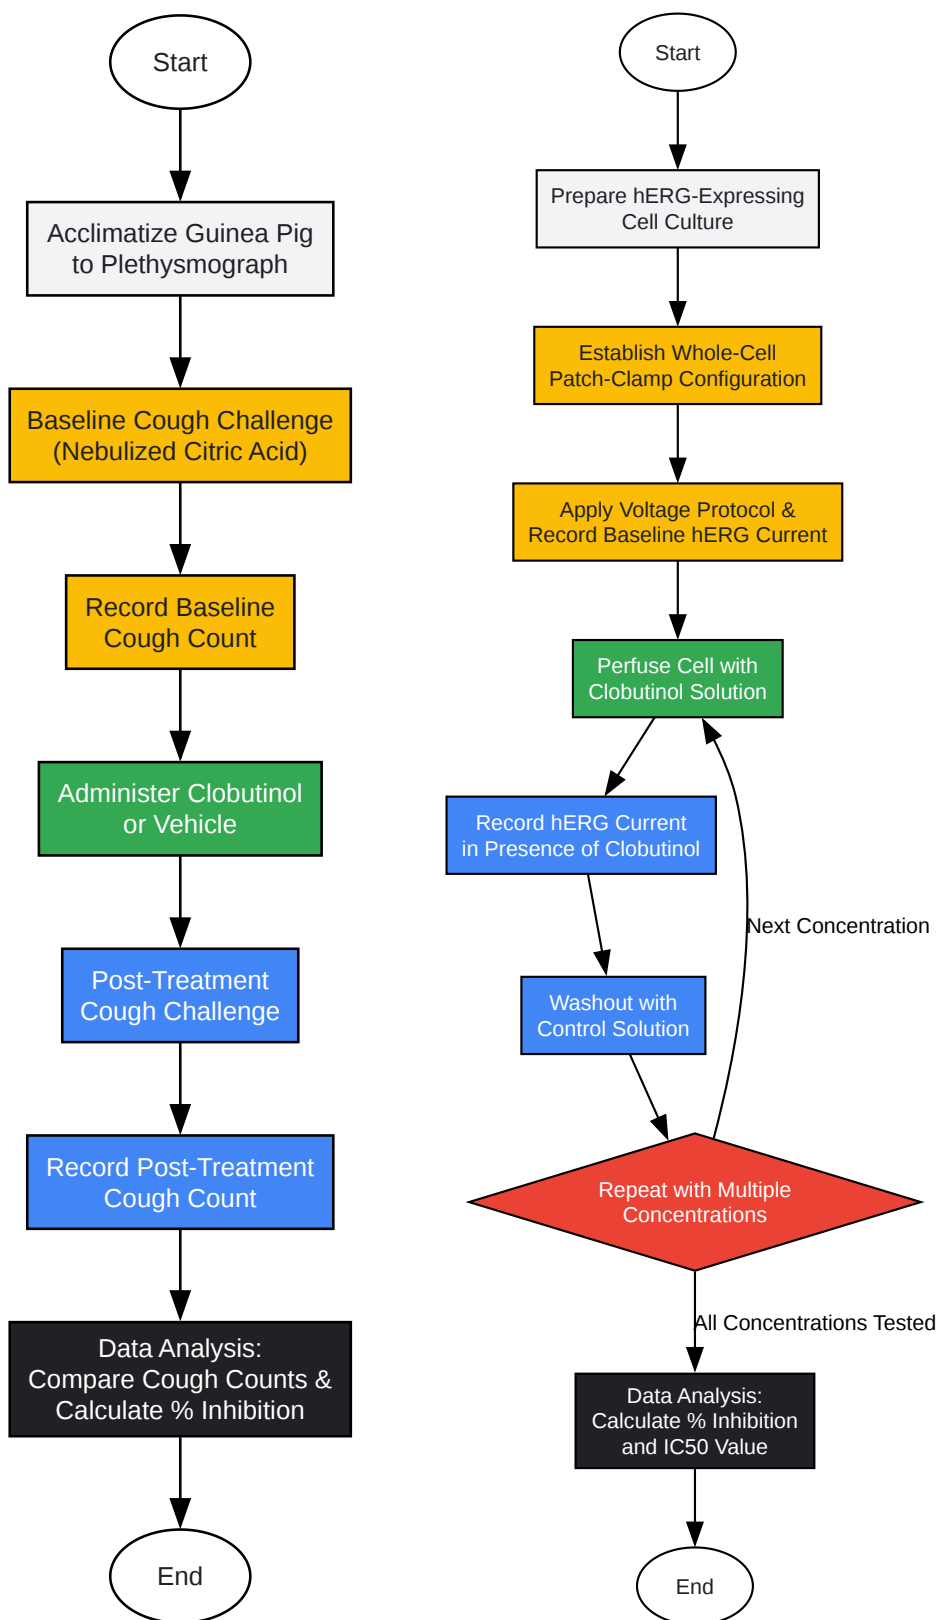 Start
Acclimatize Guinea Pig
to Plethysmograph
Baseline Cough Challenge
(Nebulized Citric Acid)
Record Baseline
Cough Count
Administer Clobutinol
or Vehicle
Post-Treatment
Cough Challenge
Record Post-Treatment
Cough Count
Data Analysis:
Compare Cough Counts &
Calculate % Inhibition
End
Start
Prepare hERG-Expressing
Cell Culture
Establish Whole-Cell
Patch-Clamp Configuration
Apply Voltage Protocol &
Record Baseline hERG Current
Perfuse Cell with
Clobutinol Solution
Record hERG Current
in Presence of Clobutinol
Next Concentration
Washout with
Control Solution
Repeat with Multiple
Concentrations
All Concentrations Tested
Data Analysis:
Calculate % Inhibition
and IC50 Value
End